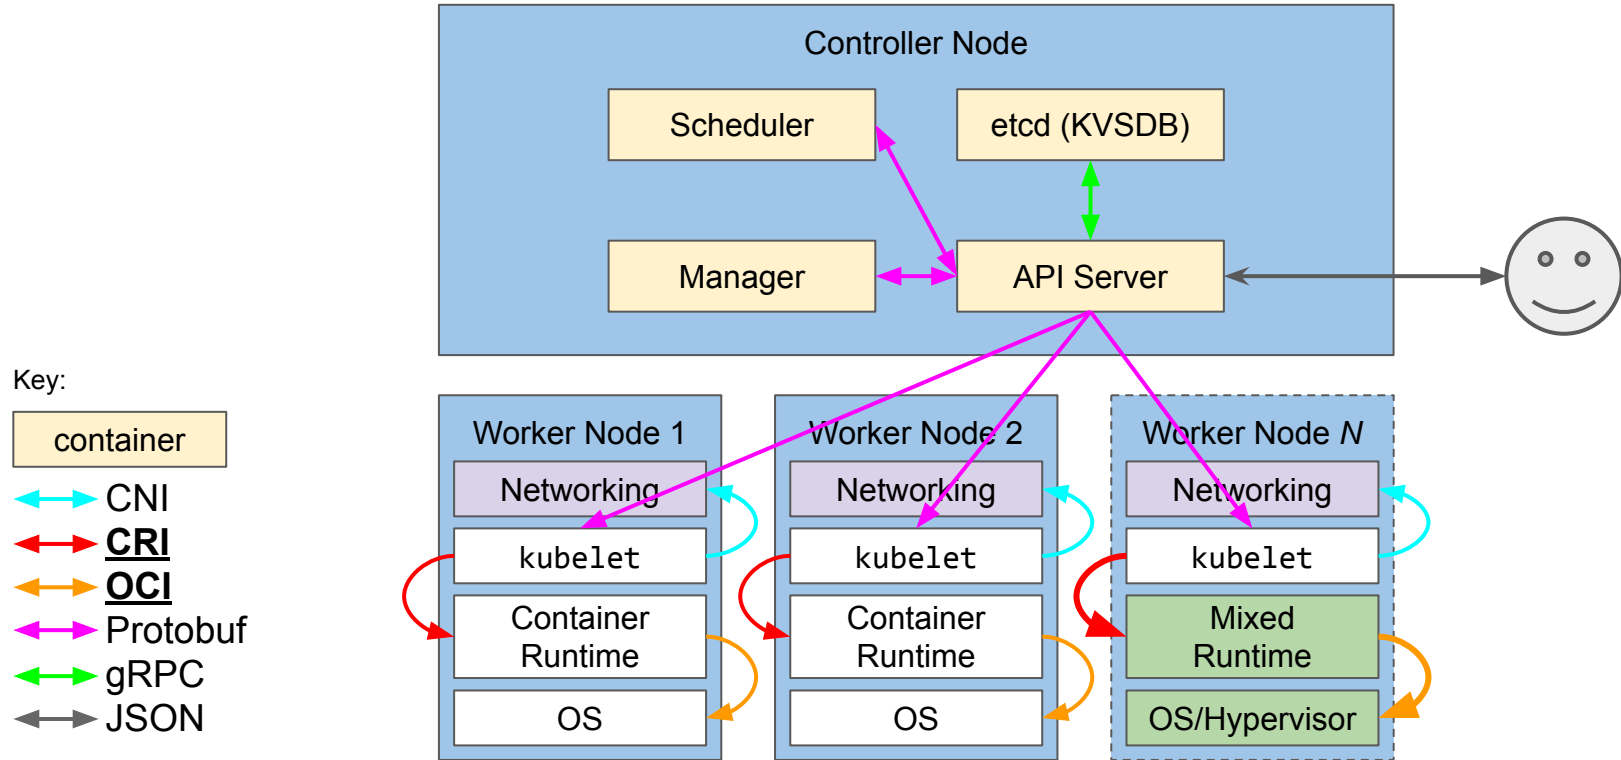 Controller Node
Scheduler
etcd (KVSDB)
Manager
API Server
Key:
container
CNI
CRI
OCI
Protobuf
gRPC
JSON
Worker Node 1
Networking
kubelet
Container
Runtime
OS
Worker Node 2
Networking
kubelet
Container
Runtime
OS
Worker Node N
Networking
kubelet
Mixed
Runtime
OS/Hypervisor